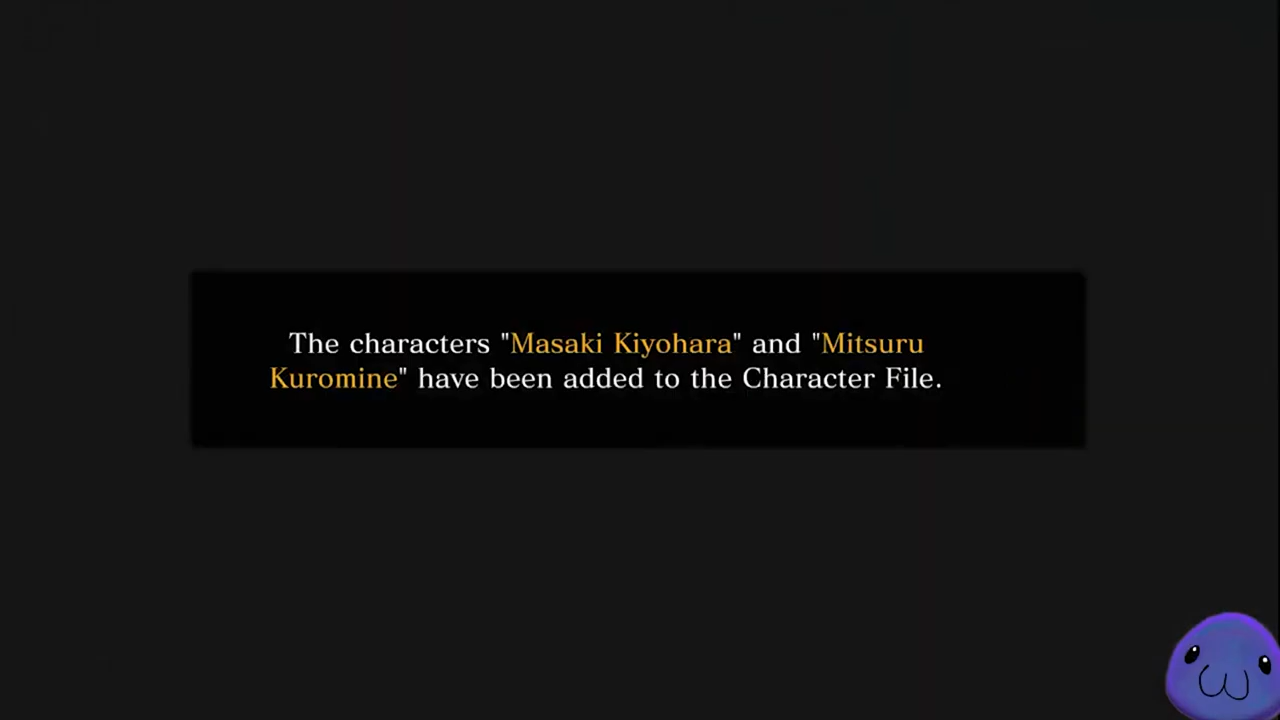 The characters "Masaki Kiyohara" and "Mitsuru
Kuromine" have been added to the Character File.